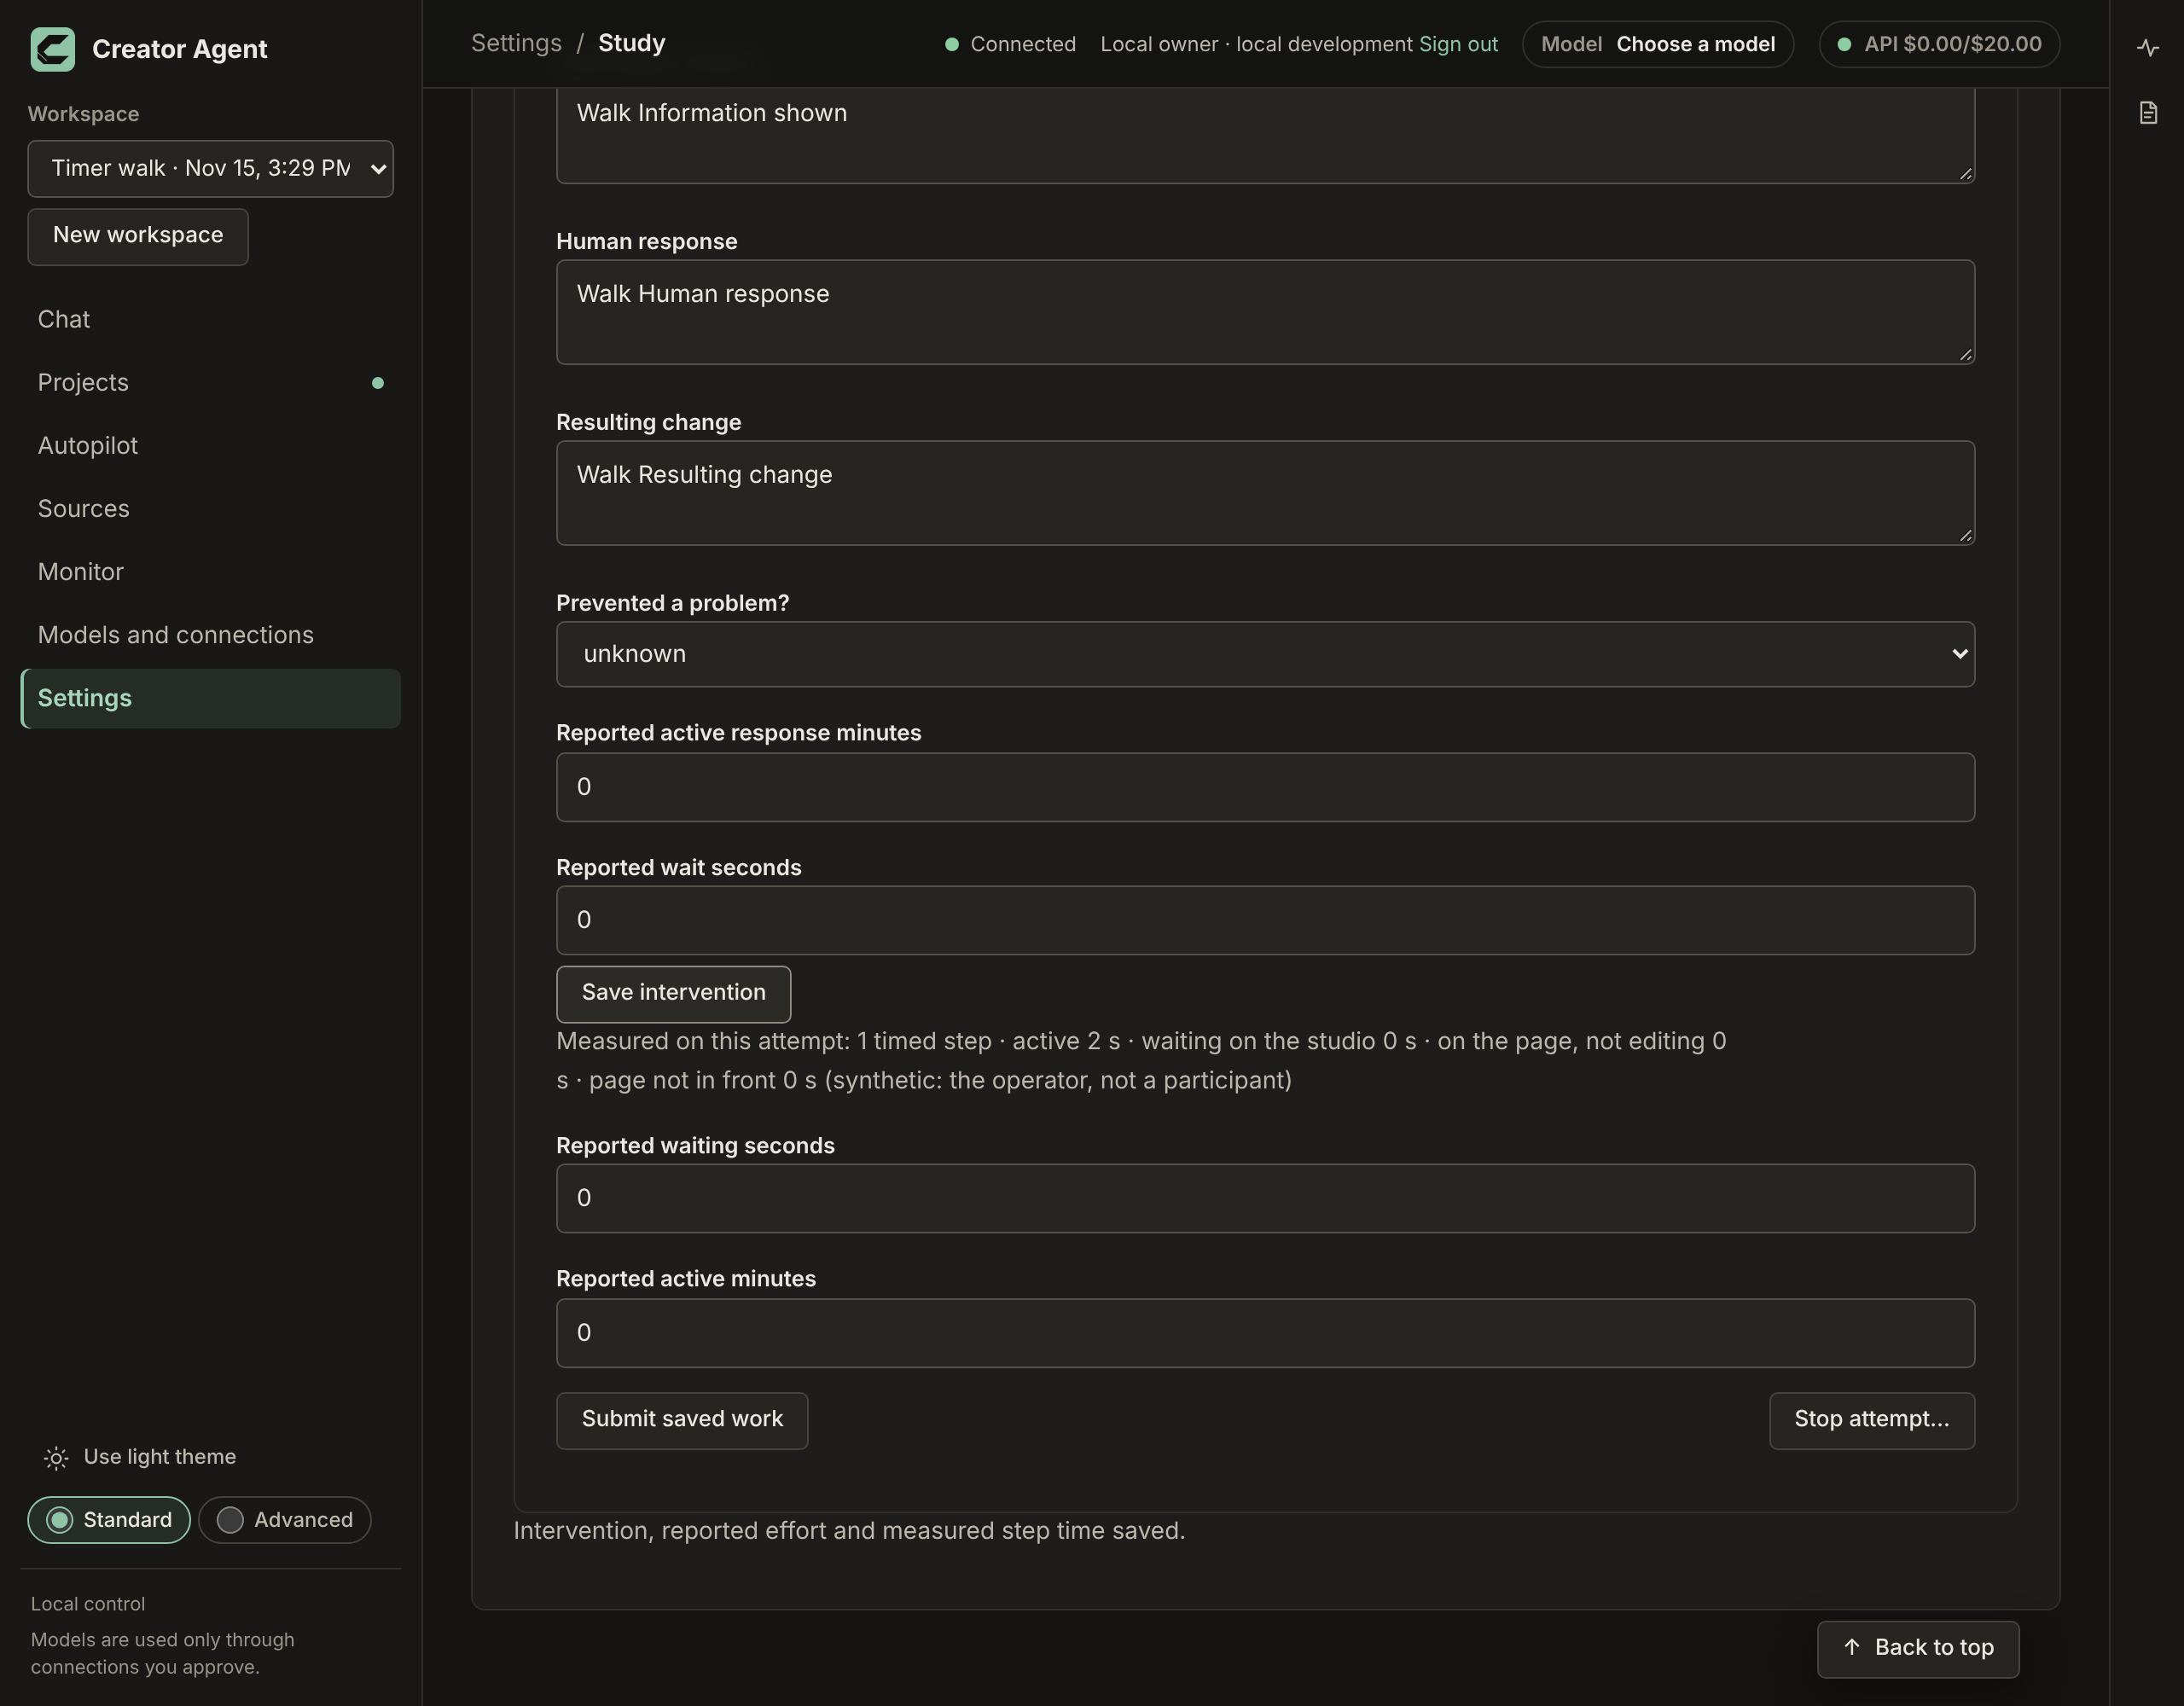 Creator Agent
Workspace
Timer walk · Nov 15, 3:29 PM
New workspace
Chat
Projects
Autopilot
Sources
Monitor
Models and connections
Settings
Use light theme
Standard
Advanced
Local control
Models are used only through
connections you approve.
Settings / Study
Connected
Local owner · local development Sign out
Model Choose a model
API $0.00/$20.00
Walk Information shown
Human response
Walk Human response
Resulting change
Walk Resulting change
Prevented a problem?
unknown
Reported active response minutes
0
Reported wait seconds
0
Save intervention
Measured on this attempt: 1 timed step · active 2 s · waiting on the studio 0 s · on the page, not editing 0
s · page not in front 0 s (synthetic: the operator, not a participant)
Reported waiting seconds
0
Reported active minutes
0
Submit saved work
Stop attempt...
Intervention, reported effort and measured step time saved.
↑ Back to top